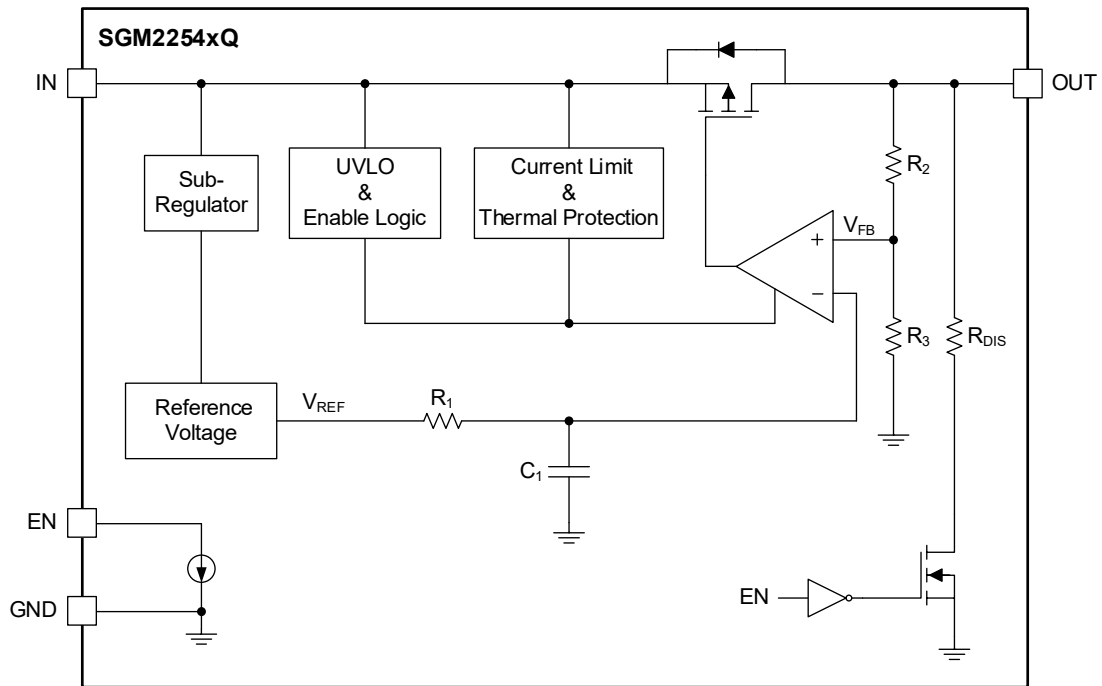 SGM2254xQ
IN
OUT
Sub-
Regulator
UVLO
&
Enable Logic
Current Limit
&
Thermal Protection
R2
VFB
+
−
R3
RDIS
Reference
Voltage
VREF
R1
C1
EN
GND
EN